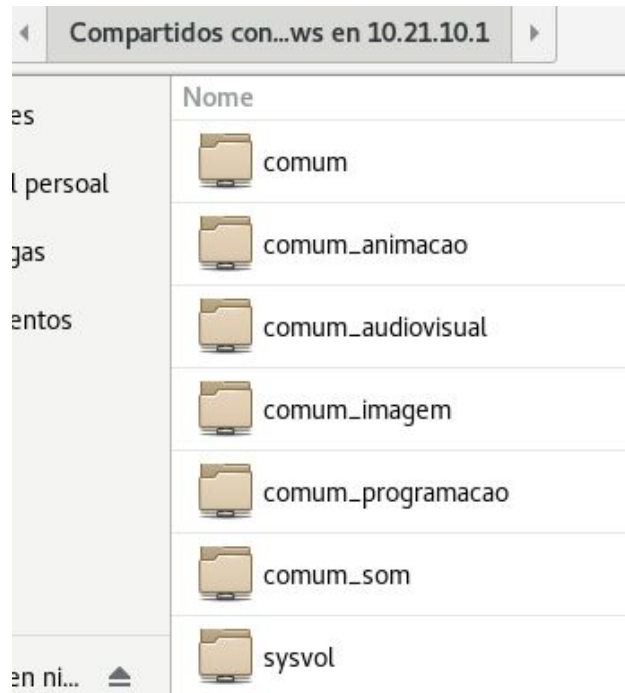 Compartidos con...ws en 10.21.10.1
Nome
es
l persoal
gas
entos
comum
comum_animacao
comum_audiovisual
comum_imagem
comum_programacao
comum_som
sysvol
en ni...